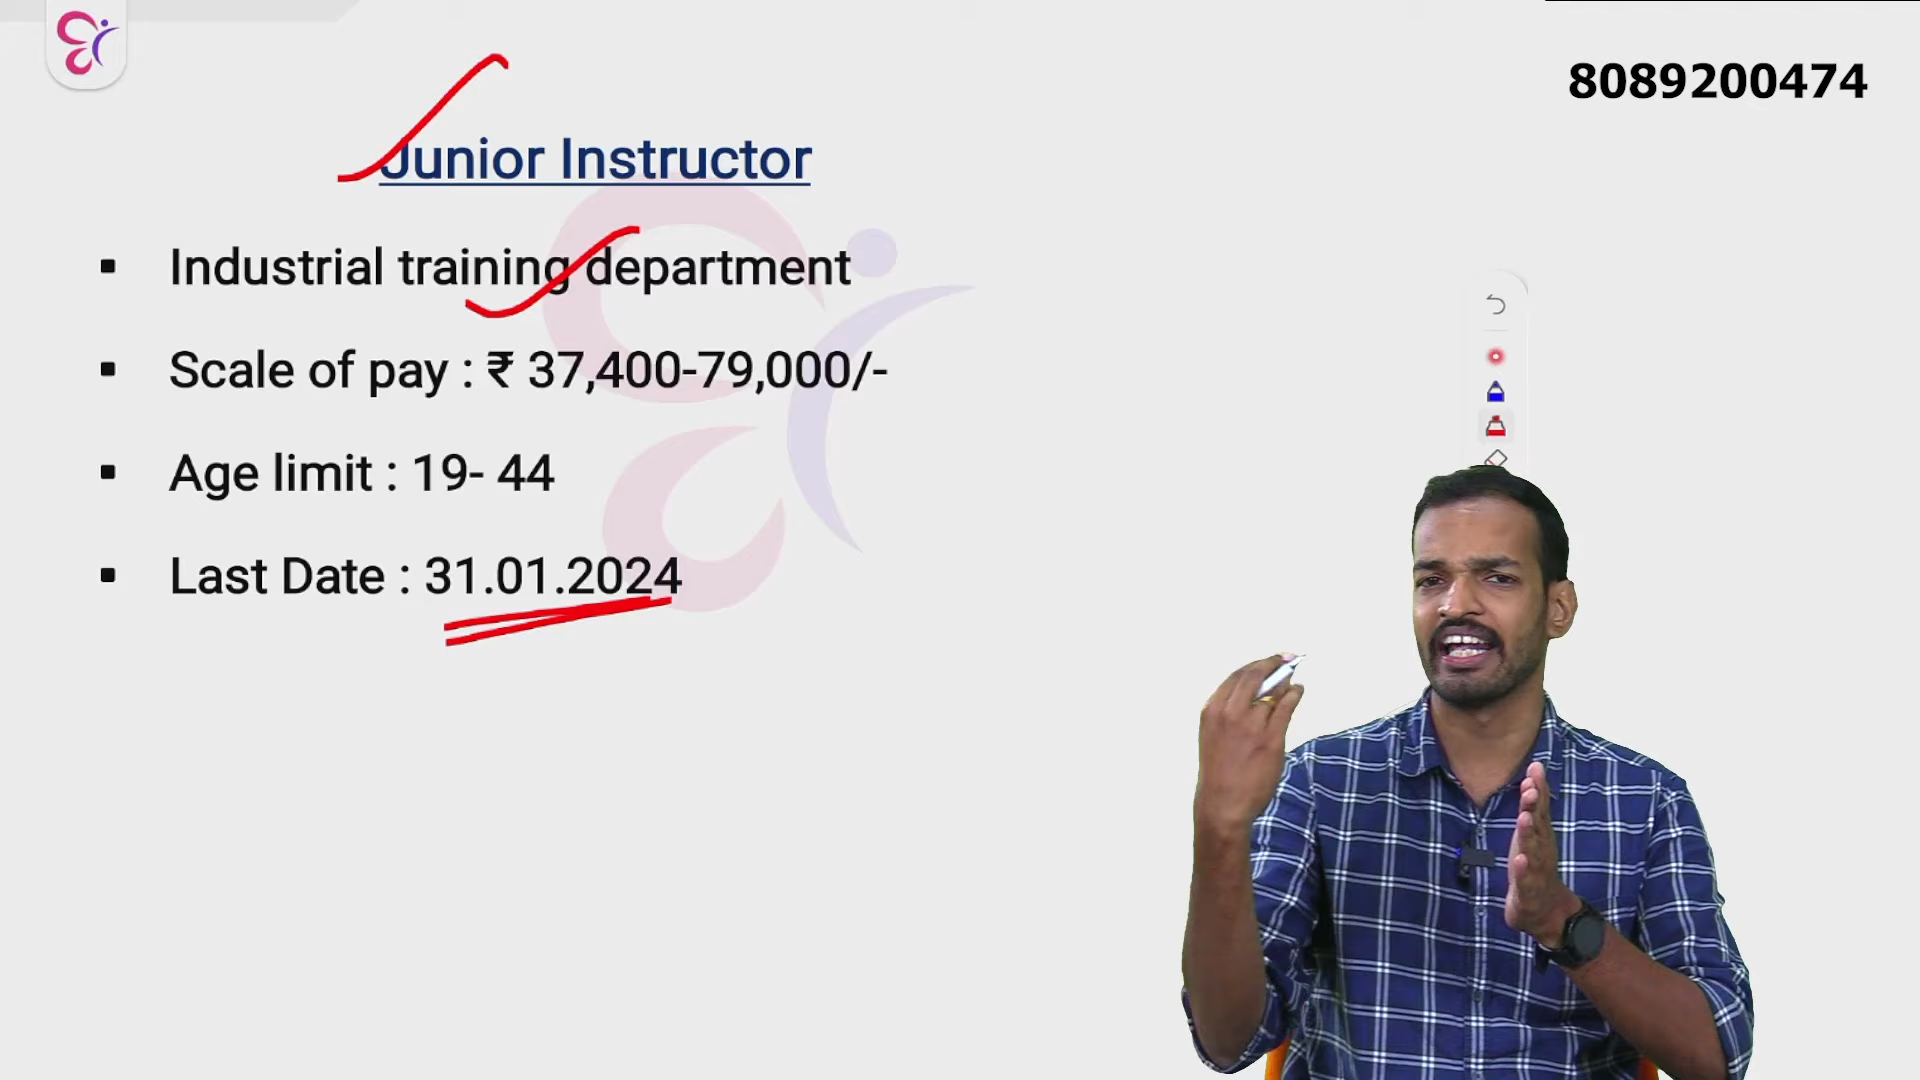 8089200474
Junior Instructor
▪ Industrial training department
▪ Scale of pay : ₹ 37,400-79,000/-
▪ Age limit : 19- 44
▪ Last Date : 31.01.2024